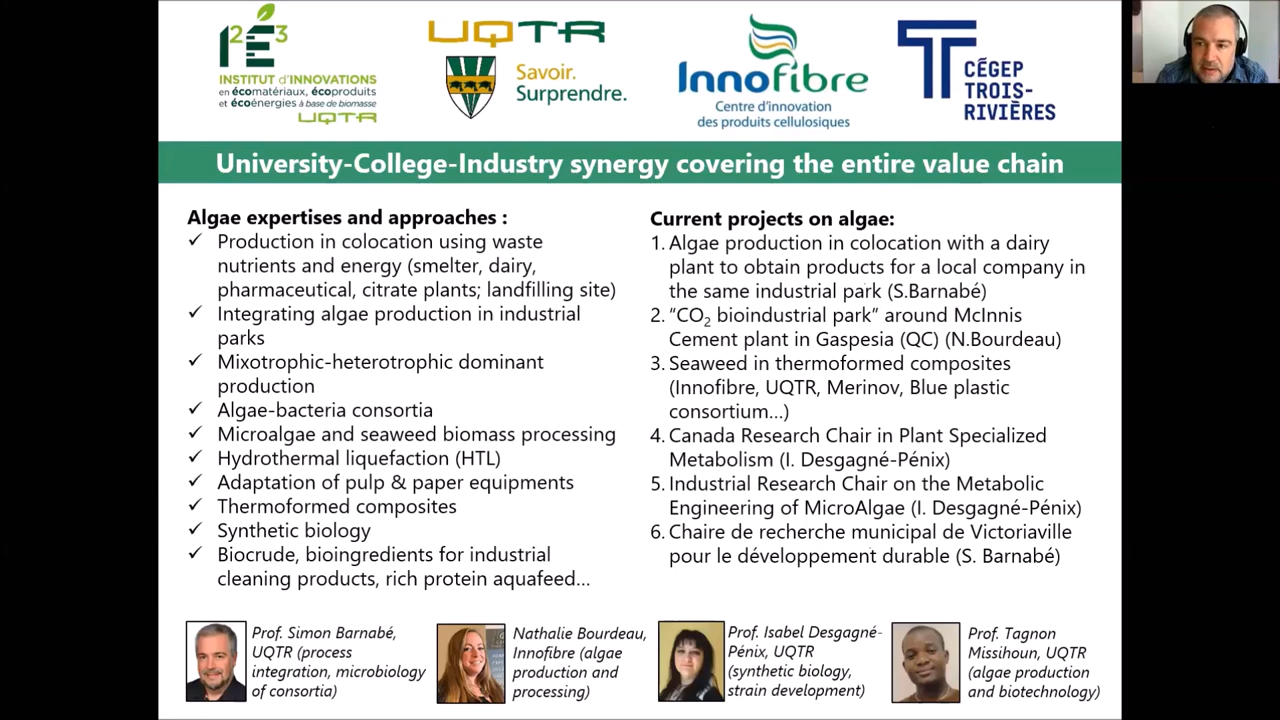 I²É³
INSTITUT d'INNOVATIONS
en écomatériaux, écoproduits
et écoénergies à base de biomasse
UQTR
UQTR
Savoir.
Surprendre.
Innofibre
Centre d'innovation
des produits cellulosiques
CÉGEP
TROIS-
RIVIÈRES
University-College-Industry synergy covering the entire value chain
Algae expertises and approaches :
✓ Production in colocation using waste
nutrients and energy (smelter, dairy,
pharmaceutical, citrate plants; landfilling site)
✓ Integrating algae production in industrial
parks
✓ Mixotrophic-heterotrophic dominant
production
✓ Algae-bacteria consortia
✓ Microalgae and seaweed biomass processing
✓ Hydrothermal liquefaction (HTL)
✓ Adaptation of pulp & paper equipments
✓ Thermoformed composites
✓ Synthetic biology
✓ Biocrude, bioingredients for industrial
cleaning products, rich protein aquafeed...
Current projects on algae:
1. Algae production in colocation with a dairy
plant to obtain products for a local company in
the same industrial park (S.Barnabé)
2. "CO₂ bioindustrial park" around McInnis
Cement plant in Gaspesia (QC) (N.Bourdeau)
3. Seaweed in thermoformed composites
(Innofibre, UQTR, Merinov, Blue plastic
consortium...)
4. Canada Research Chair in Plant Specialized
Metabolism (I. Desgagné-Pénix)
5. Industrial Research Chair on the Metabolic
Engineering of MicroAlgae (I. Desgagné-Pénix)
6. Chaire de recherche municipal de Victoriaville
pour le développement durable (S. Barnabé)
Prof. Simon Barnabé,
UQTR (process
integration, microbiology
of consortia)
Nathalie Bourdeau,
Innofibre (algae
production and
processing)
Prof. Isabel Desgagné-
Pénix, UQTR
(synthetic biology,
strain development)
Prof. Tagnon
Missihoun, UQTR
(algae production
and biotechnology)